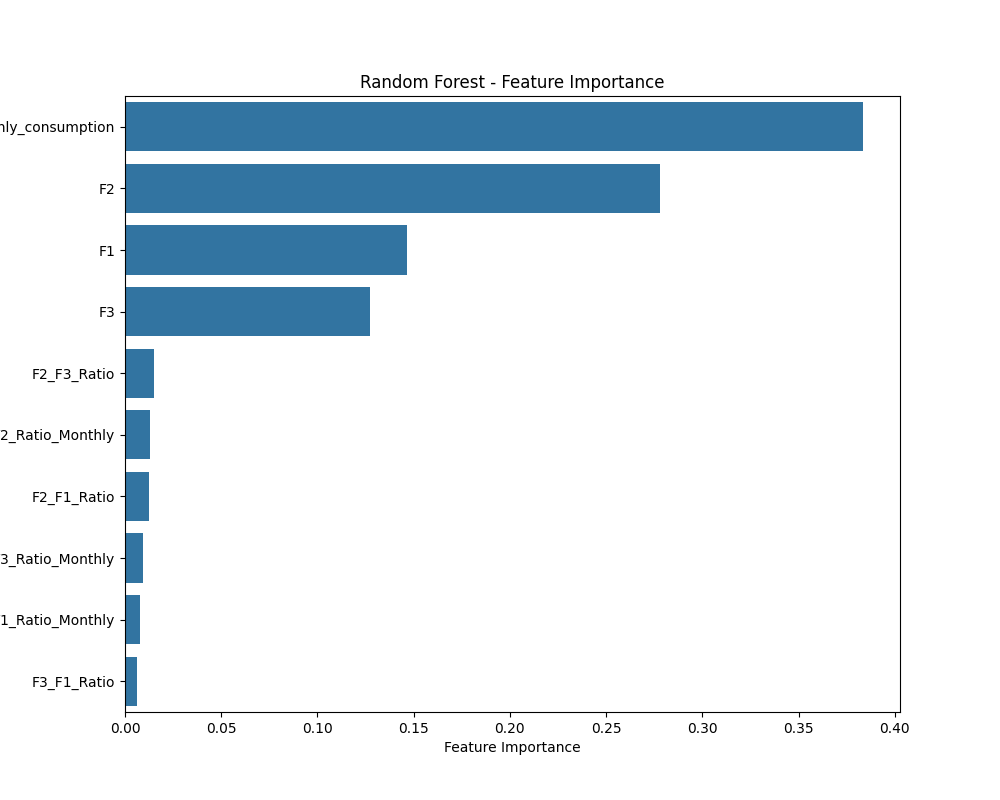 Random Forest - Feature Importance
nly_consumption
F2
F1
F3
F2_F3_Ratio
2_Ratio_Monthly
F2_F1_Ratio
3_Ratio_Monthly
1_Ratio_Monthly
F3_F1_Ratio
0.00 0.05 0.10 0.15 0.20 0.25 0.30 0.35 0.40
Feature Importance